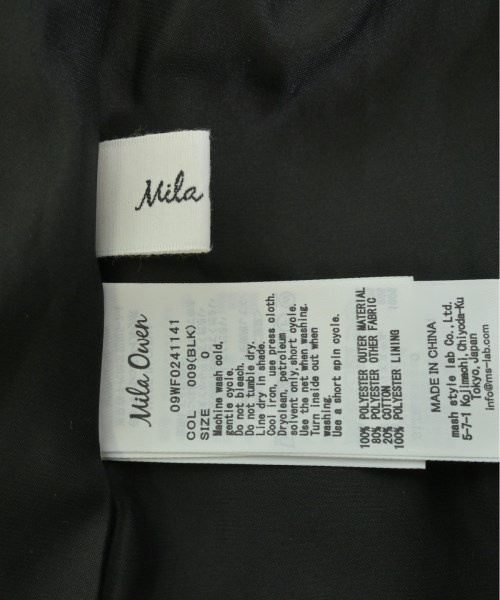 Mila
Mila Owen
09WF0241141
COL 009(BLK)
SIZE 0
Machine wash cold,
gentle cycle.
Do not bleach.
Do not tumble dry.
Line dry in shade.
Cool iron, use press cloth.
Dryclean, petroleum
solvent only, short cycle.
Use the net when washing.
Turn inside out when
washing.
Use a short spin cycle.
100% POLYESTER OUTER MATERIAL
80% POLYESTER OTHER FABRIC
20% COTTON
100% POLYESTER LINING
MADE IN CHINA
mash style lab Co.,Ltd.
5-7-1 Kojimachi, Chiyoda-Ku
Tokyo, Japan
info@ms-lab.com